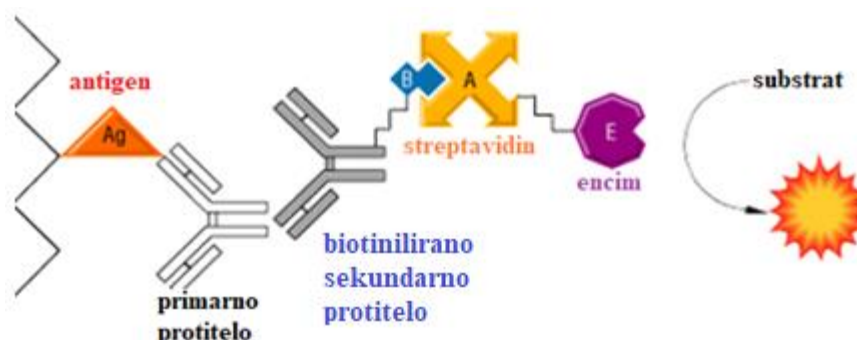 antigen
Ag
primarno
protitelo
biotinilirano
sekundarno
protitelo
B
A
streptavidin
E
encim
substrat